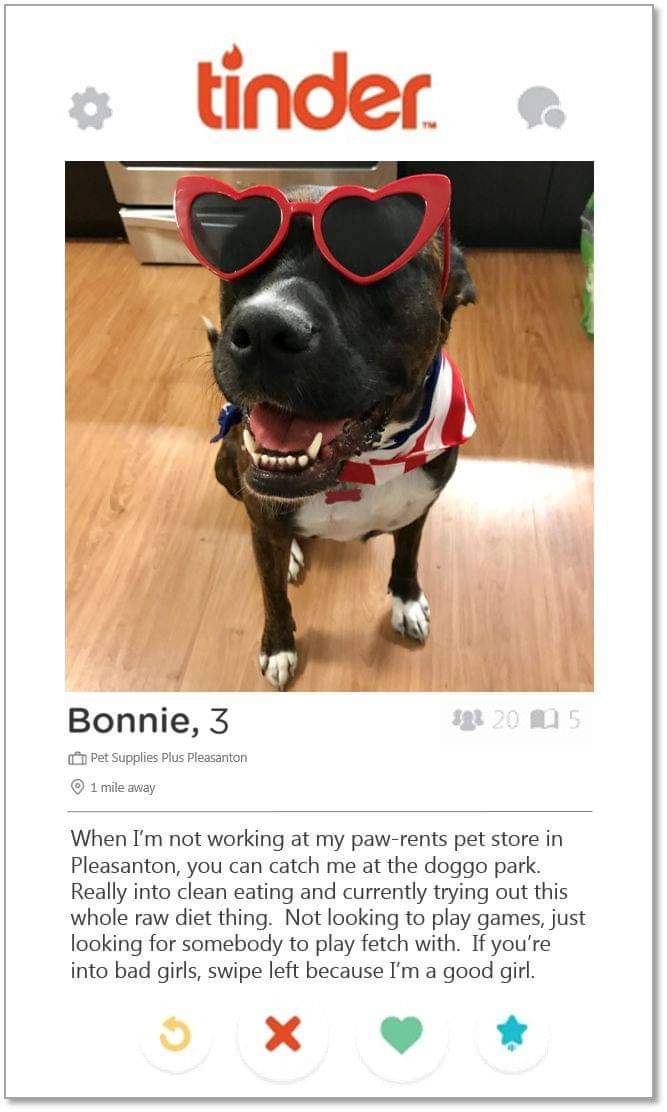 tinder™
Bonnie, 3
20 5
Pet Supplies Plus Pleasanton
1 mile away
When I'm not working at my paw-rents pet store in
Pleasanton, you can catch me at the doggo park.
Really into clean eating and currently trying out this
whole raw diet thing.  Not looking to play games, just
looking for somebody to play fetch with.  If you're
into bad girls, swipe left because I'm a good girl.